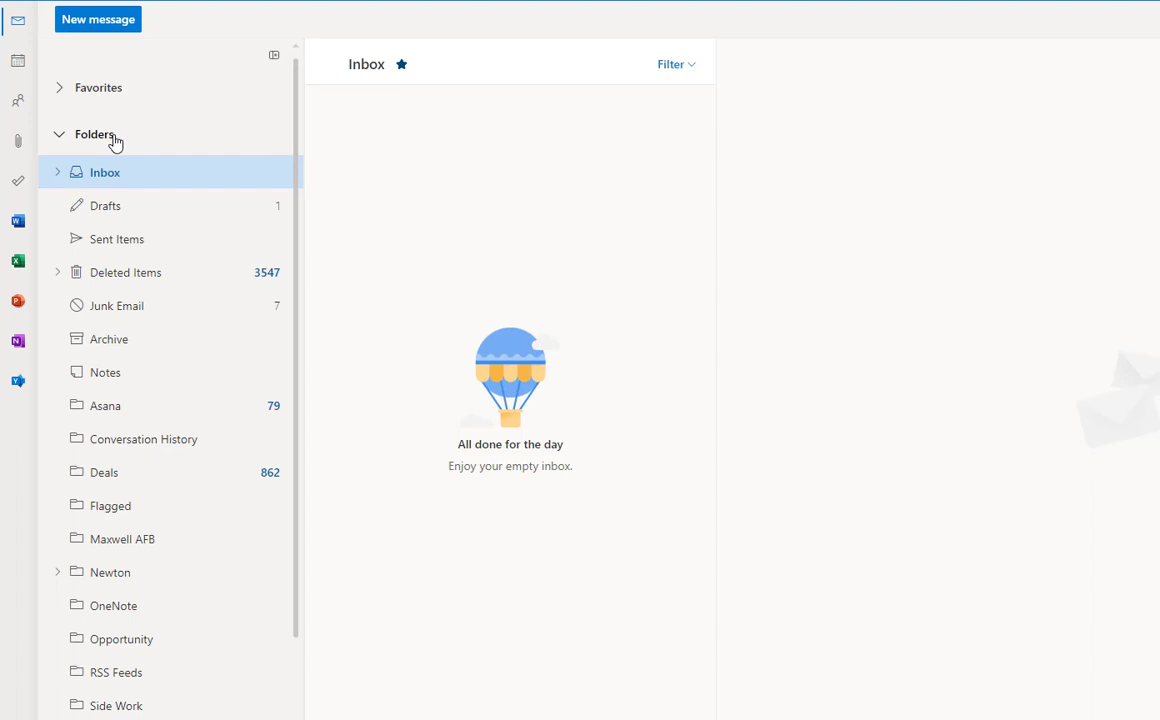 New message
Favorites
Folders
Inbox
Drafts 1
Sent Items
Deleted Items 3547
Junk Email 7
Archive
Notes
Asana 79
Conversation History
Deals 862
Flagged
Maxwell AFB
Newton
OneNote
Opportunity
RSS Feeds
Side Work
Inbox
Filter
All done for the day
Enjoy your empty inbox.